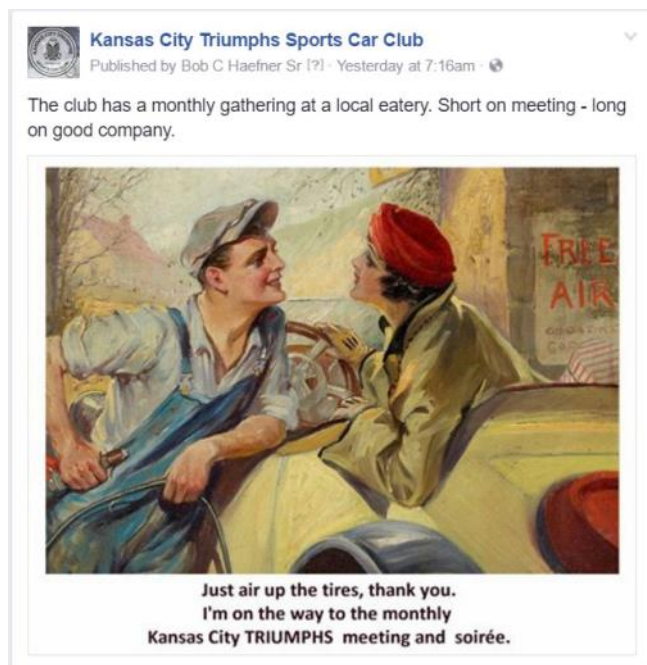 Kansas City Triumphs Sports Car Club
Published by Bob C Haefner Sr [?] · Yesterday at 7:16am ·
The club has a monthly gathering at a local eatery. Short on meeting - long
on good company.
FREE
AIR
Just air up the tires, thank you.
I'm on the way to the monthly
Kansas City TRIUMPHS meeting and soirée.